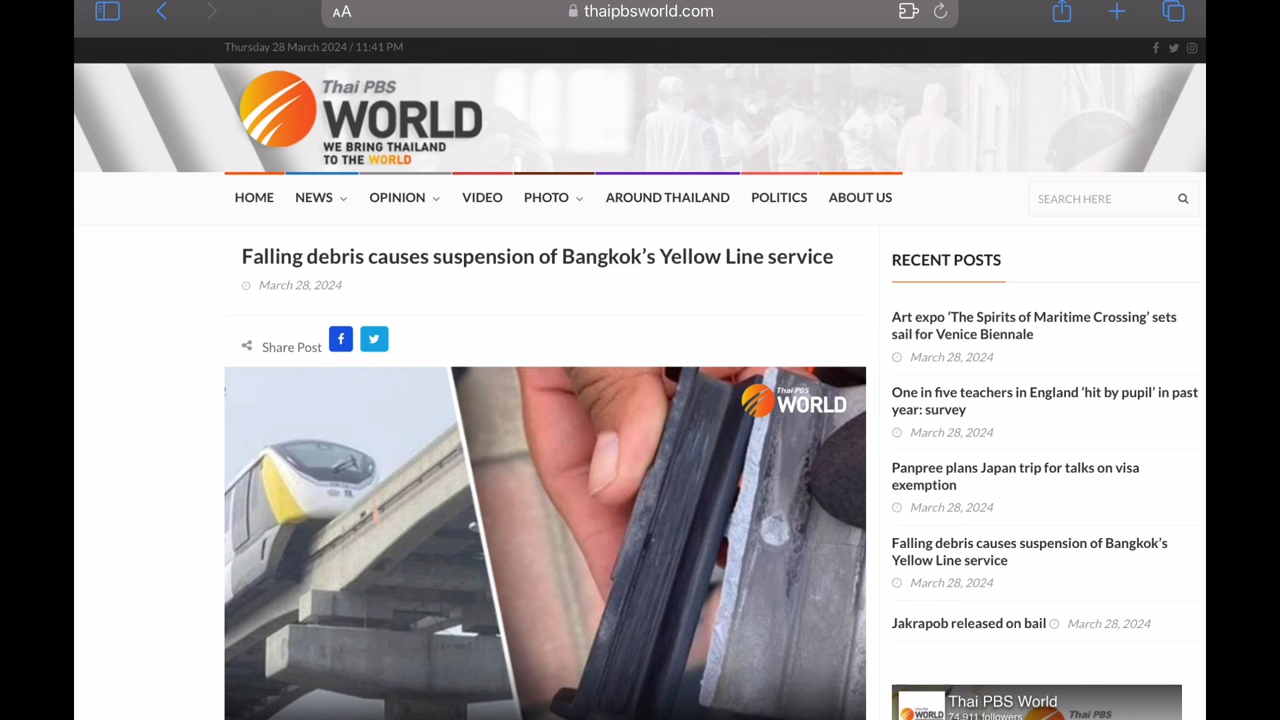 AA
thaipbsworld.com
Thursday 28 March 2024 / 11:41 PM
Thai PBS
WORLD
WE BRING THAILAND
TO THE WORLD
HOME NEWS OPINION VIDEO PHOTO AROUND THAILAND POLITICS ABOUT US
SEARCH HERE
Falling debris causes suspension of Bangkok's Yellow Line service
March 28, 2024
Share Post
Thai PBS
WORLD
RECENT POSTS
Art expo 'The Spirits of Maritime Crossing' sets
sail for Venice Biennale
March 28, 2024
One in five teachers in England 'hit by pupil' in past
year: survey
March 28, 2024
Panpree plans Japan trip for talks on visa
exemption
March 28, 2024
Falling debris causes suspension of Bangkok's
Yellow Line service
March 28, 2024
Jakrapob released on bail March 28, 2024
Thai PBS World
74,911 followers